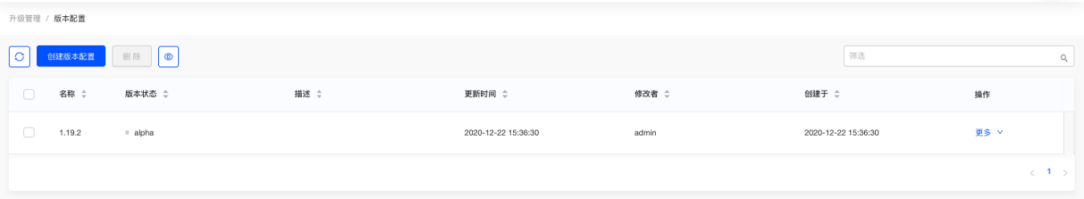 升级管理 / 版本配置
创建版本配置 删除 筛选
名称 版本状态 描述 更新时间 修改者 创建于 操作
1.19.2 alpha 2020-12-22 15:36:30 admin 2020-12-22 15:36:30 更多
< 1 >